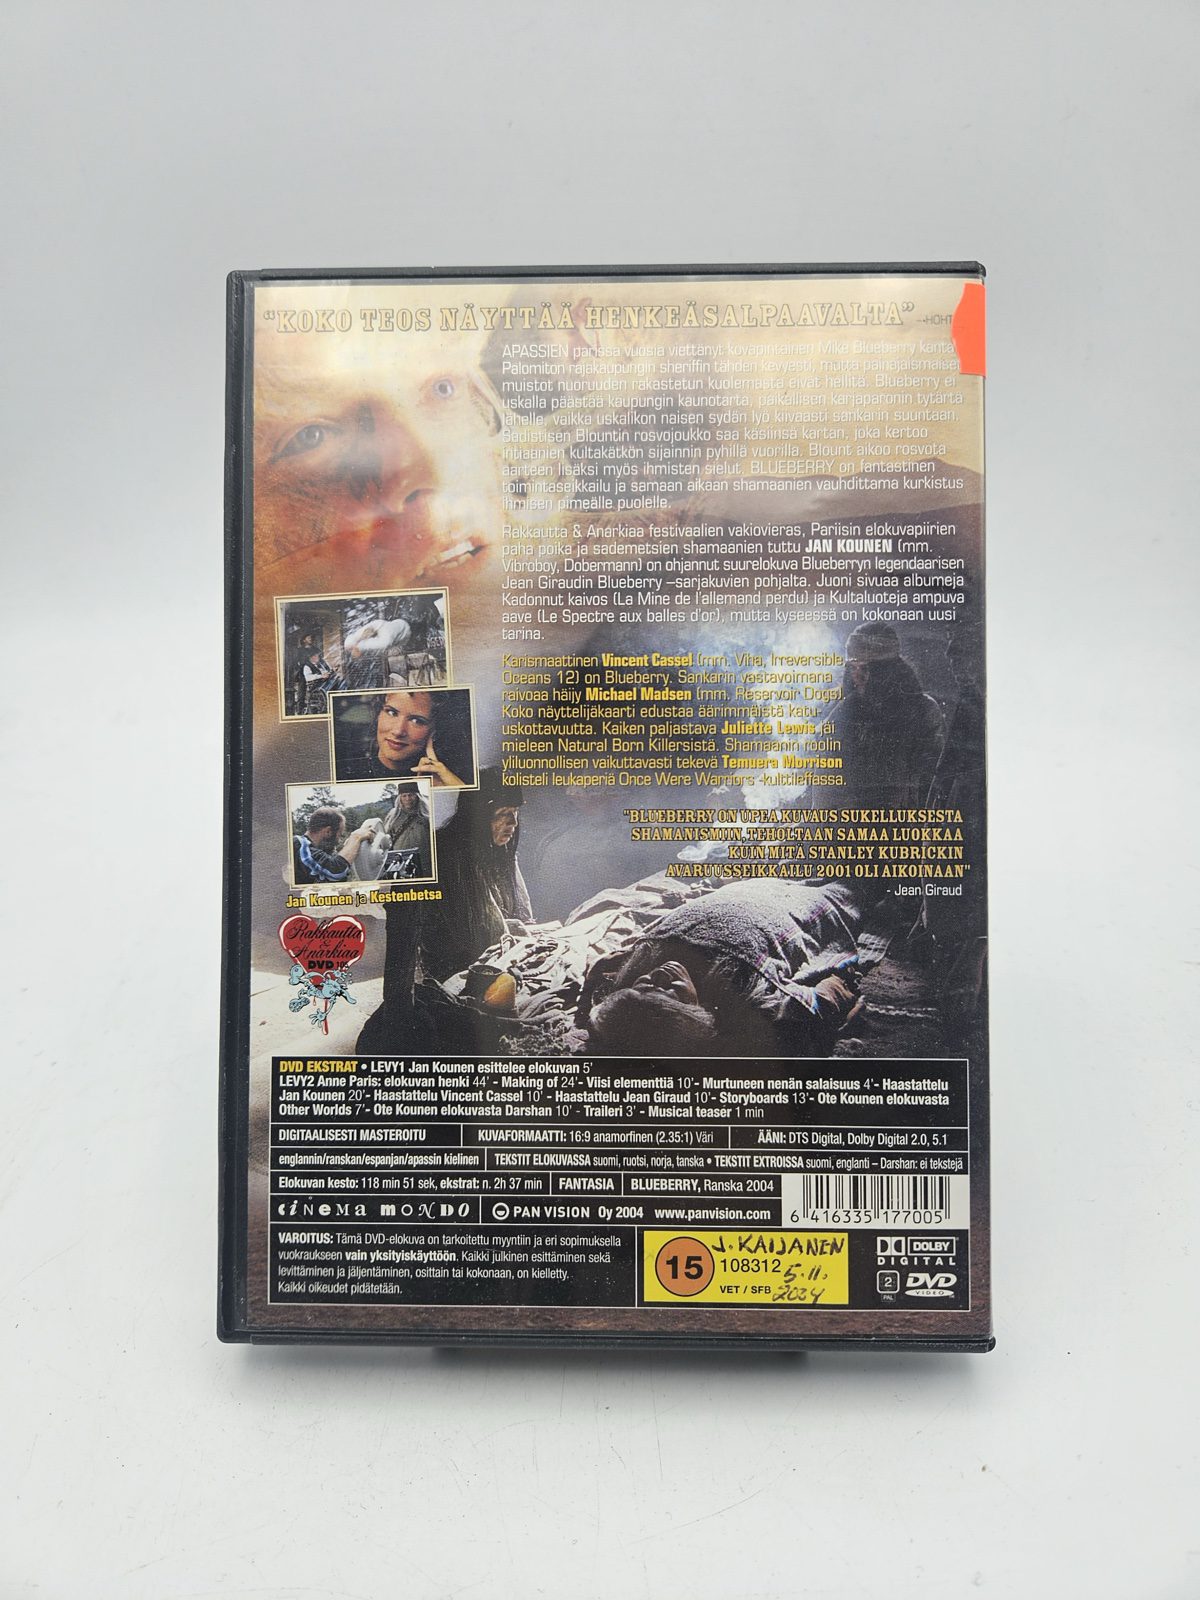 "KOKO TEOS NÄYTTÄÄ HENKEÄSALPAAVALTA" –HOHT
APASSIEN parissa vuosia viettänyt kovapintainen Mike Blueberry kantaa
Palomiton rajakaupungin sheriffin tähden kevyesti, mutta painajaismaiset
muistot nuoruuden rakastetun kuolemasta eivät hellitä. Blueberry ei
uskalla päästää kaupungin kaunotarta, paikallisen karjaparonin tytärtä
lähelle, vaikka uskalikon naisen sydän lyö kiivaasti sankarin suuntaan.
Sadistisen Blountin rosvojoukko saa käsiinsä kartan, joka kertoo
intiaanien kultakätkön sijainnin pyhillä vuorilla. Blount aikoo rosvota
aarteen lisäksi myös ihmisten sielut. BLUEBERRY on fantastinen
toimintaseikkailu ja samaan aikaan shamaanien vauhdittama kurkistus
ihmisen pimeälle puolelle.
Rakkautta & Anarkiaa festivaalien vakiovieras, Pariisin elokuvapiirien
paha poika ja sademetsien shamaanien tuttu JAN KOUNEN (mm.
Vibroboy, Dobermann) on ohjannut suurelokuva Blueberryn legendaarisen
Jean Giraudin Blueberry –sarjakuvien pohjalta. Juoni sivuaa albumeja
Kadonnut kaivos (La Mine de l'allemand perdu) ja Kultaluoteja ampuva
aave (Le Spectre aux balles d'or), mutta kyseessä on kokonaan uusi
tarina.
Karismaattinen Vincent Cassel (mm. Viha, Irreversible,
Oceans 12) on Blueberry. Sankarin vastavoimana
raivoaa häijy Michael Madsen (mm. Reservoir Dogs).
Koko näyttelijäkaarti edustaa äärimmäistä katu-
uskottavuutta. Kaiken paljastava Juliette Lewis jäi
mieleen Natural Born Killersistä. Shamaanin roolin
yliluonnollisen vaikuttavasti tekevä Temuera Morrison
kolisteli leukaperiä Once Were Warriors -kulttileffassa.
"BLUEBERRY ON UPEA KUVAUS SUKELLUKSESTA
SHAMANISMIIN, TEHOLTAAN SAMAA LUOKKAA
KUIN MITÄ STANLEY KUBRICKIN
AVARUUSSEIKKAILU 2001 OLI AIKOINAAN"
- Jean Giraud
Jan Kounen ja Kestenbetsa
Rakkautta
&
Anarkiaa
DVD
DVD EKSTRAT • LEVY1 Jan Kounen esittelee elokuvan 5'
LEVY2 Anne Paris: elokuvan henki 44' - Making of 24'- Viisi elementtiä 10'- Murtuneen nenän salaisuus 4'- Haastattelu
Jan Kounen 20'- Haastattelu Vincent Cassel 10' - Haastattelu Jean Giraud 10'- Storyboards 13'- Ote Kounen elokuvasta
Other Worlds 7'- Ote Kounen elokuvasta Darshan 10' - Traileri 3' - Musical teaser 1 min
DIGITAALISESTI MASTEROITU KUVAFORMAATTI: 16:9 anamorfinen (2.35:1) Väri ÄÄNI: DTS Digital, Dolby Digital 2.0, 5.1
englannin/ranskan/espanjan/apassin kielinen TEKSTIT ELOKUVASSA suomi, ruotsi, norja, tanska • TEKSTIT EXTROISSA suomi, englanti – Darshan: ei tekstejä
Elokuvan kesto: 118 min 51 sek, ekstrat: n. 2h 37 min FANTASIA BLUEBERRY, Ranska 2004
CINEMA MONDO PAN VISION Oy 2004 www.panvision.com
6 416335 177005
VAROITUS: Tämä DVD-elokuva on tarkoitettu myyntiin ja eri sopimuksella
vuokraukseen vain yksityiskäyttöön. Kaikki julkinen esittäminen sekä
levittäminen ja jäljentäminen, osittain tai kokonaan, on kielletty.
Kaikki oikeudet pidätetään.
15
J. KAIJANEN
108312
5.11.
VET / SFB
DOLBY
DIGITAL
2
PAL
DVD
VIDEO